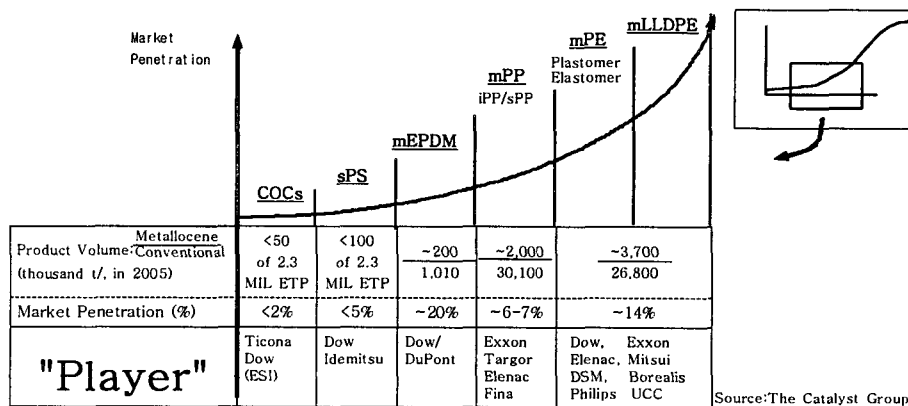 Market
Penetration
COCs
sPS
mEPDM
mPP
iPP/sPP
mPE
Plastomer
Elastomer
mLLDPE
Product Volume: Metallocene
Conventional
(thousand t/, in 2005)
<50
of 2.3
MIL ETP
<100
of 2.3
MIL ETP
~200
1,010
~2,000
30,100
~3,700
26,800
Market Penetration (%)
<2%
<5%
~20%
~6-7%
~14%
"Player"
Ticona
Dow
(ESI)
Dow
Idemitsu
Dow/
DuPont
Exxon
Targor
Elenac
Fina
Dow, Exxon
Elenac, Mitsui
DSM, Borealis
Philips UCC
Source:The Catalyst Group